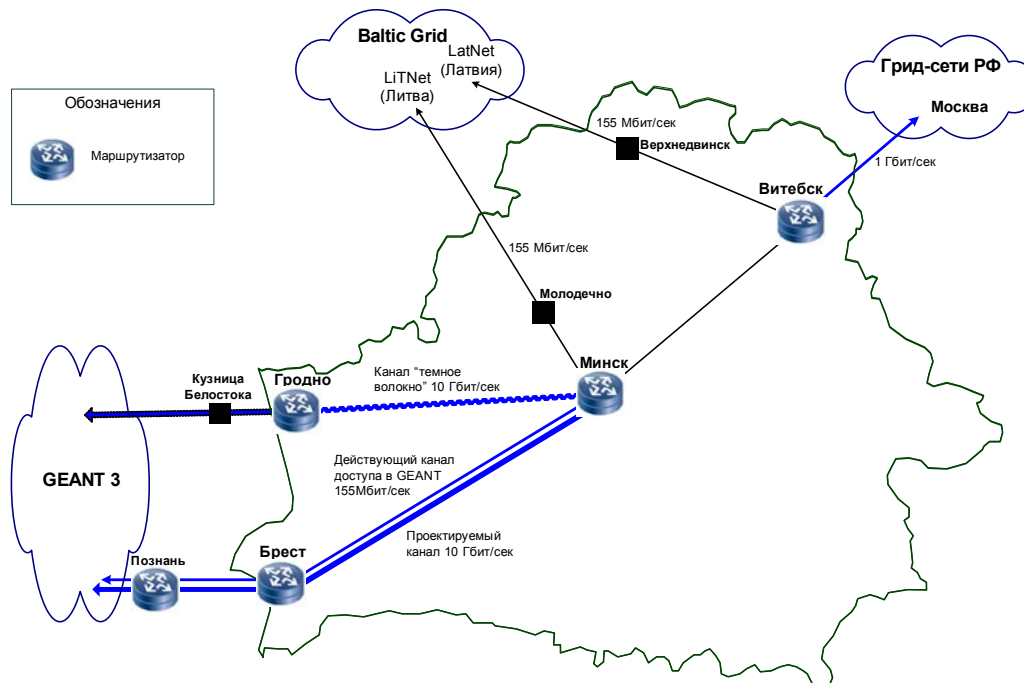 Baltic Grid
LatNet
(Латвия)
LiTNet
(Литва)
Грид-сети РФ
Москва
Обозначения
Маршрутизатор
155 Мбит/сек
Верхнедвинск
1 Гбит/сек
Витебск
155 Мбит/сек
Молодечно
Минск
Канал “темное
волокно” 10 Гбит/сек
Гродно
Кузница
Белостока
GEANT 3
Действующий канал
доступа в GEANT
155Мбит/сек
Проектируемый
канал 10 Гбит/сек
Брест
Познань